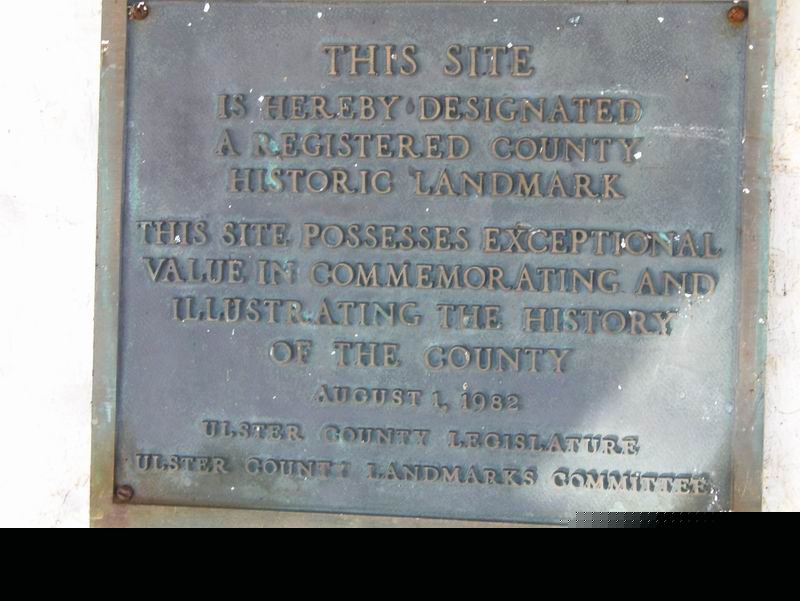 THIS SITE
IS HEREBY DESIGNATED
A REGISTERED COUNTY
HISTORIC LANDMARK
THIS SITE POSSESSES EXCEPTIONAL
VALUE IN COMMEMORATING AND
ILLUSTRATING THE HISTORY
OF THE COUNTY
AUGUST 1, 1982
ULSTER COUNTY LEGISLATURE
ULSTER COUNTY LANDMARKS COMMITTEE